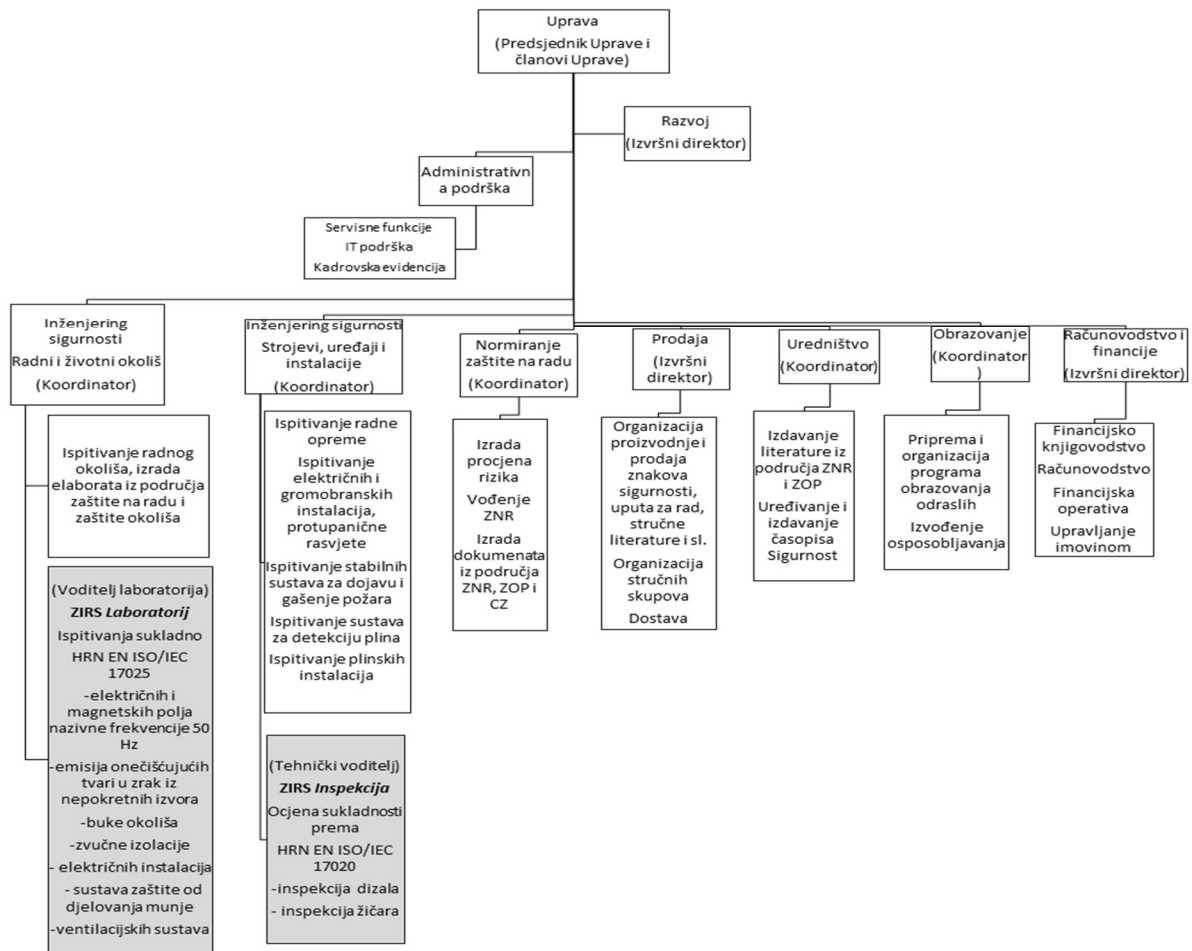 Uprava
(Predsjednik Uprave i
članovi Uprave)
Razvoj
(Izvršni direktor)
Administrativn
a podrška
Servisne funkcije
IT podrška
Kadrovska evidencija
Inženjering
sigurnosti
Radni i životni okoliš
(Koordinator)
Inženjering sigurnosti
Strojevi, uređaji i
instalacije
(Koordinator)
Normiranje
zaštite na radu
(Koordinator)
Prodaja
(Izvršni
direktor)
Uredništvo
(Koordinator)
Obrazovanje
(Koordinator
)
Računovodstvo i
financije
(Izvršni direktor)
Ispitivanje radnog
okoliša, izrada
elaborata iz područja
zaštite na radu i
zaštite okoliša
(Voditelj laboratorija)
ZIRS Laboratorij
Ispitivanja sukladno
HRN EN ISO/IEC
17025
-električnih i
magnetskih polja
nazivne frekvencije 50
Hz
-emisija onečišćujućih
tvari u zrak iz
nepokretnih izvora
-buke okoliša
-zvučne izolacije
- električnih instalacija
- sustava zaštite od
djelovanja munje
-ventilacijskih sustava
Ispitivanje radne
opreme
Ispitivanje
električnih i
gromobranskih
instalacija,
protupanične
rasvjete
Ispitivanje stabilnih
sustava za dojavu i
gašenje požara
Ispitivanje sustava
za detekciju plina
Ispitivanje plinskih
instalacija
(Tehnički voditelj)
ZIRS Inspekcija
Ocjena sukladnosti
prema
HRN EN ISO/IEC
17020
-inspekcija dizala
- inspekcija žičara
Izrada
procjena
rizika
Vođenje
ZNR
Izrada
dokumenata
iz područja
ZNR, ZOP i
CZ
Organizacija
proizvodnje i
prodaja
znakova
sigurnosti,
uputa za rad,
stručne
literature i sl.
Organizacija
stručnih
skupova
Dostava
Izdavanje
literature iz
područja ZNR
i ZOP
Uređivanje i
izdavanje
časopisa
Sigurnost
Priprema i
organizacija
programa
obrazovanja
odraslih
Izvođenje
osposobljavanja
Financijsko
knjigovodstvo
Računovodstvo
Financijska
operativa
Upravljanje
imovinom